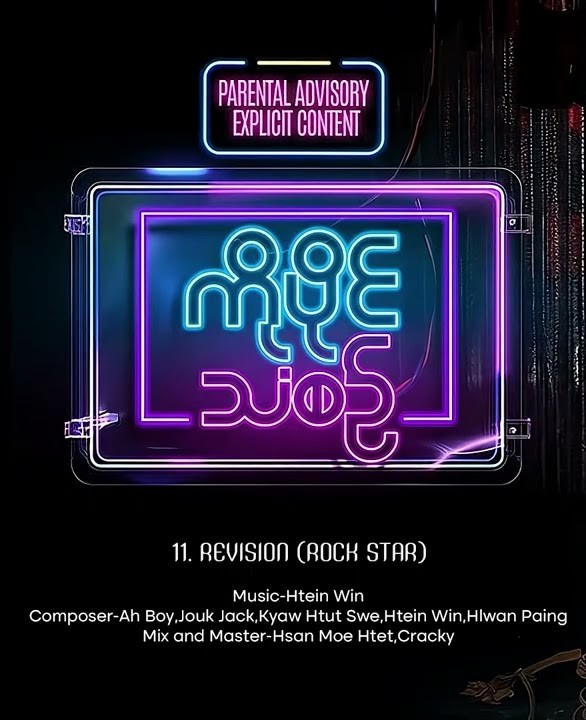 PARENTAL ADVISORY
EXPLICIT CONTENT
11. REVISION (ROCK STAR)
Music-Htein Win
Composer-Ah Boy,Jouk Jack,Kyaw Htut Swe,Htein Win,Hlwan Paing
Mix and Master-Hsan Moe Htet,Cracky